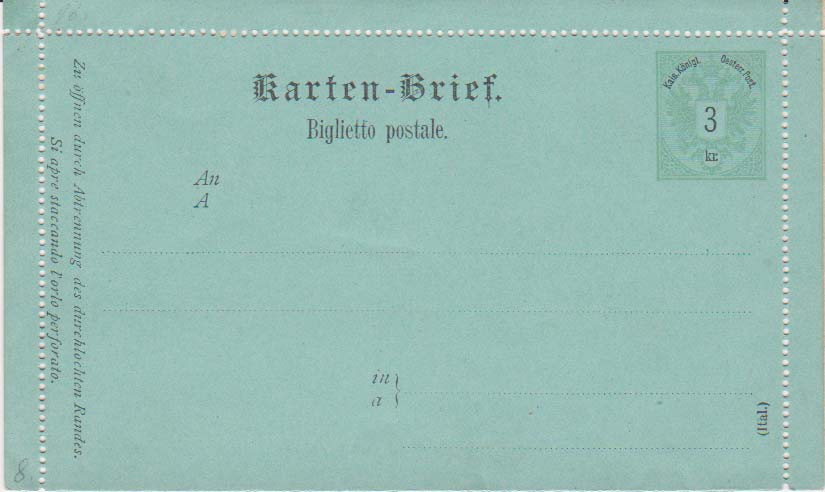 Karten-Brief.
Biglietto postale.
Kais. Königl. Oesterr. Post.
3
kr.
An
A
in
a
(Ital.)
Zu öffnen durch Abtrennung des durchlochten Randes.
Si apre staccando l'orlo perforato.
8.